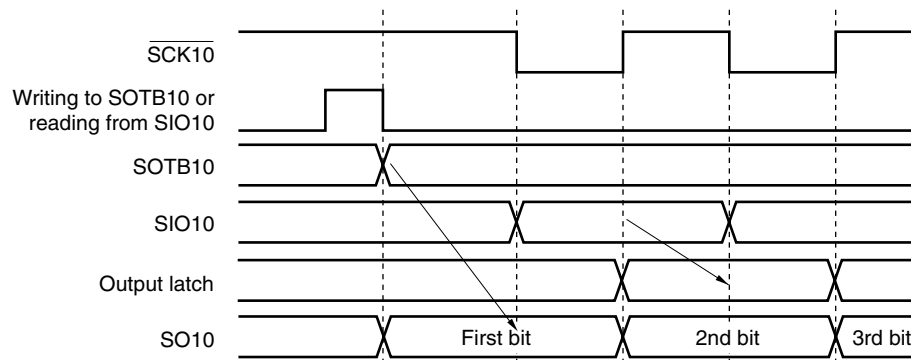 SCK10
Writing to SOTB10 or
reading from SIO10
SOTB10
SIO10
Output latch
SO10
First bit
2nd bit
3rd bit